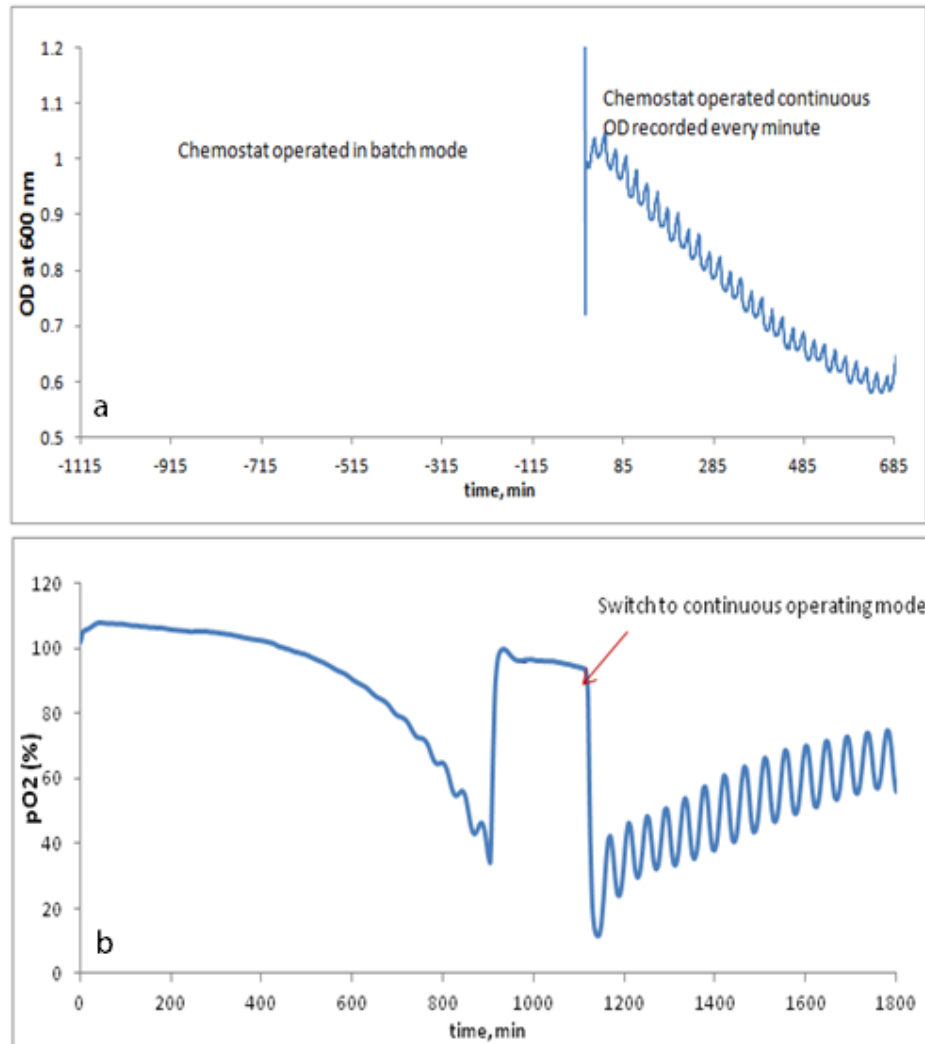 1.2
1.1
1
0.9
0.8
0.7
0.6
0.5
OD at 600 nm
Chemostat operated in batch mode
Chemostat operated continuous
OD recorded every minute
a
-1115 -915 -715 -515 -315 -115 85 285 485 685
time, min
120
100
80
60
40
20
0
pO2 (%)
Switch to continuous operating mode
b
0 200 400 600 800 1000 1200 1400 1600 1800
time, min